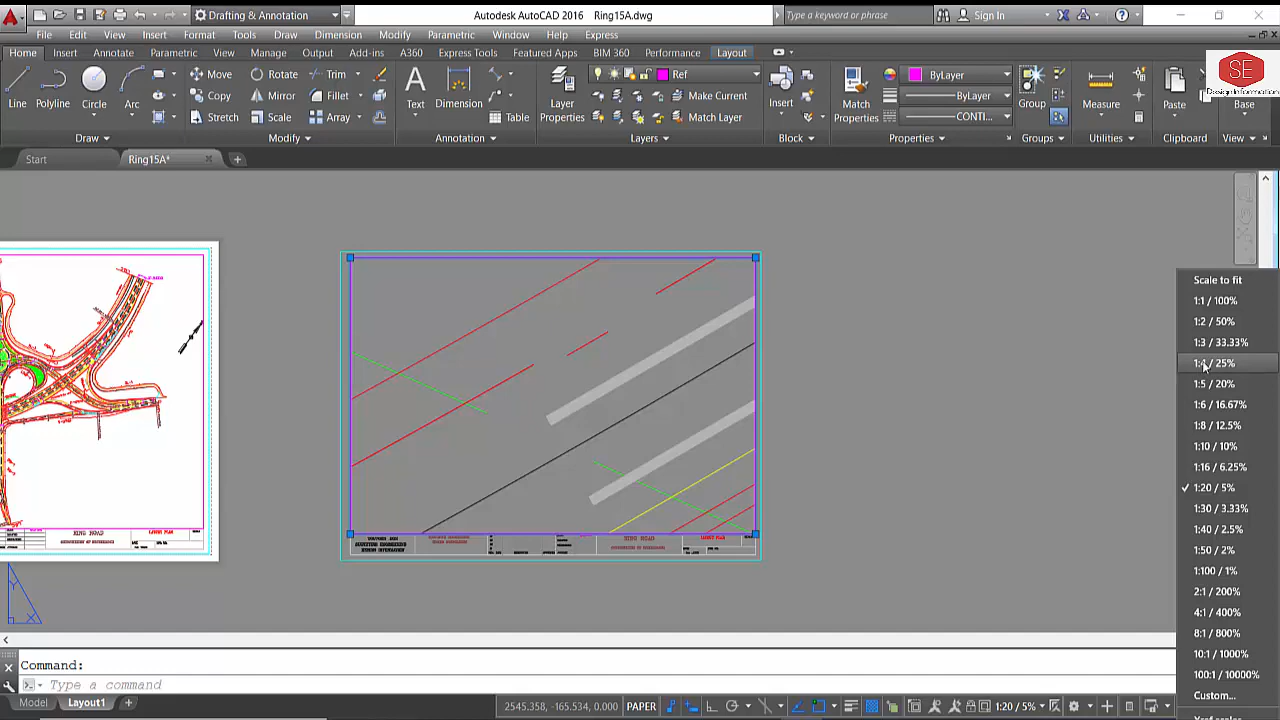 Drafting & Annotation
Autodesk AutoCAD 2016 Ring15A.dwg
Type a keyword or phrase
Sign In
File Edit View Insert Format Tools Draw Dimension Modify Parametric Window Help Express
Home Insert Annotate Parametric View Manage Output Add-ins A360 Express Tools Featured Apps BIM 360 Performance Layout
SE
Design Information
Line Polyline Circle Arc
Move Rotate Trim
Copy Mirror Fillet
Stretch Scale Array
Text Dimension Table
Layer Properties
Ref
Make Current
Match Layer
Insert
Match Properties
ByLayer
ByLayer
CONTI...
Group
Measure
Paste
Base
Draw Modify Annotation Layers Block Properties Groups Utilities Clipboard View
Start Ring15A*
RING ROAD
RING ROAD
Scale to fit
1:1 / 100%
1:2 / 50%
1:3 / 33.33%
1:4 / 25%
1:5 / 20%
1:6 / 16.67%
1:8 / 12.5%
1:10 / 10%
1:16 / 6.25%
1:20 / 5%
1:30 / 3.33%
1:40 / 2.5%
1:50 / 2%
1:100 / 1%
2:1 / 200%
4:1 / 400%
8:1 / 800%
10:1 / 1000%
100:1 / 10000%
Custom...
X
Command:
Type a command
Model Layout1
2545.358, -165.534, 0.000 PAPER
1:20 / 5%